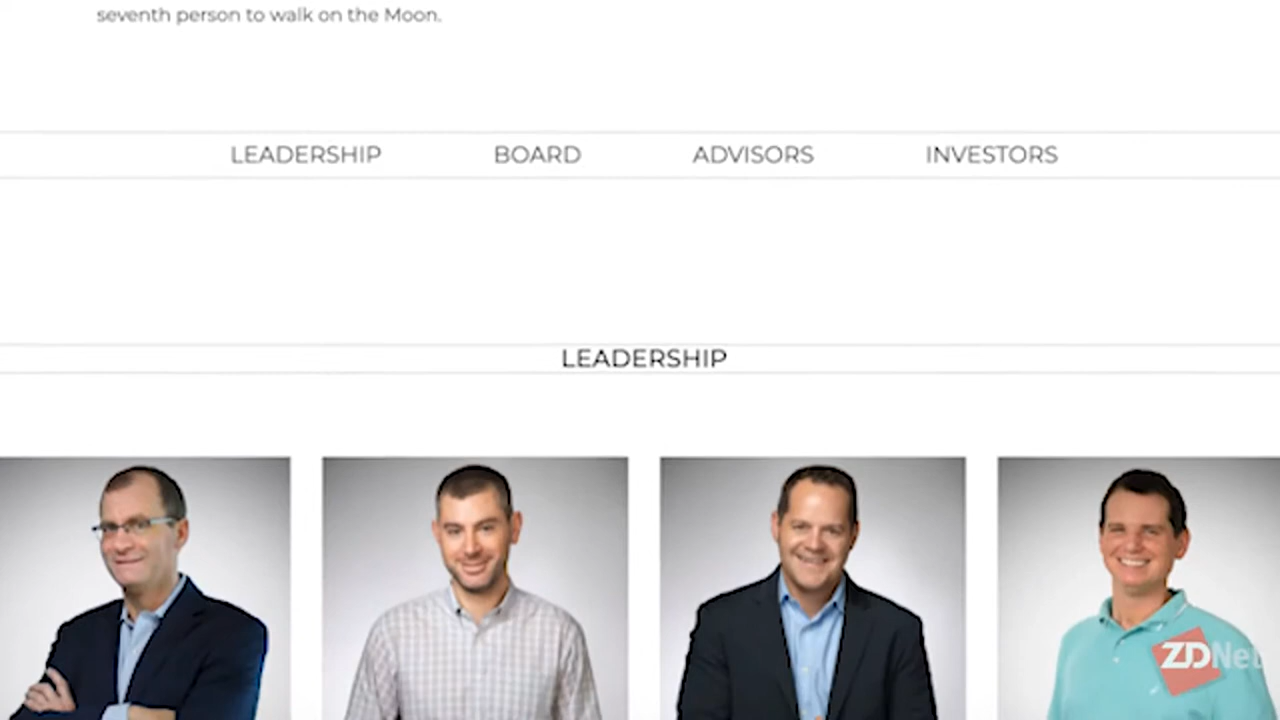 seventh person to walk on the Moon.
LEADERSHIP BOARD ADVISORS INVESTORS
LEADERSHIP
ZDNet